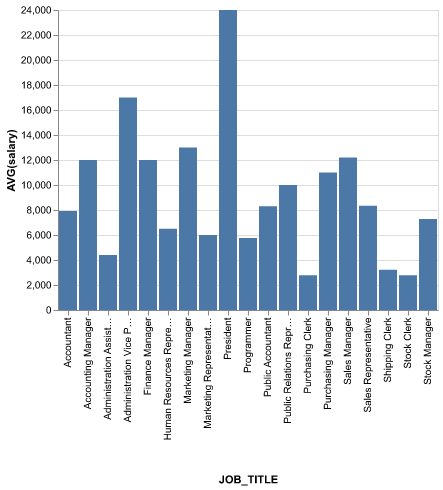 AVG(salary)
24,000
22,000
20,000
18,000
16,000
14,000
12,000
10,000
8,000
6,000
4,000
2,000
0
Accountant
Accounting Manager
Administration Assist…
Administration Vice P…
Finance Manager
Human Resources Repre…
Marketing Manager
Marketing Representat…
President
Programmer
Public Accountant
Public Relations Repr…
Purchasing Clerk
Purchasing Manager
Sales Manager
Sales Representative
Shipping Clerk
Stock Clerk
Stock Manager
JOB_TITLE